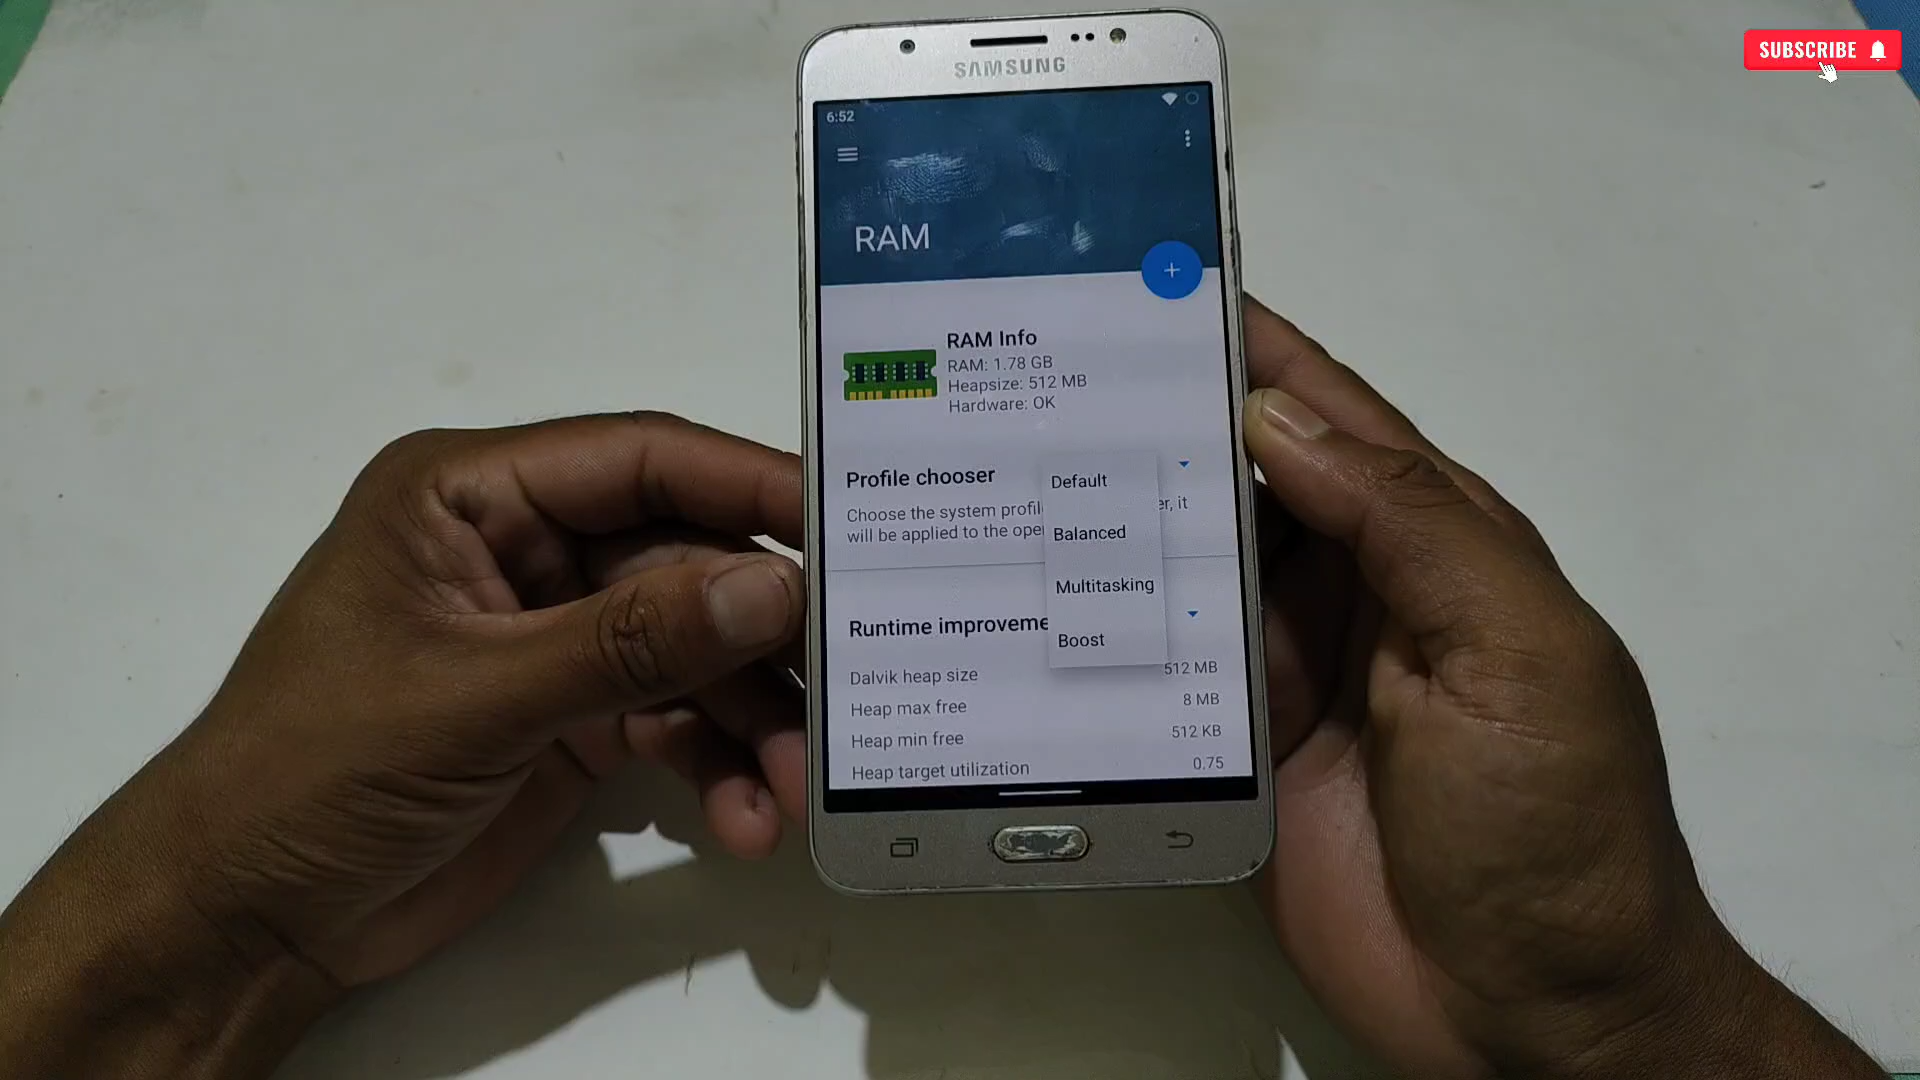 SUBSCRIBE
SAMSUNG
6:52
RAM
+
RAM Info
RAM: 1.78 GB
Heapsize: 512 MB
Hardware: OK
Profile chooser
Choose the system profil er, it
will be applied to the ope
Default
Balanced
Multitasking
Boost
Runtime improveme
Dalvik heap size 512 MB
Heap max free 8 MB
Heap min free 512 KB
Heap target utilization 0.75